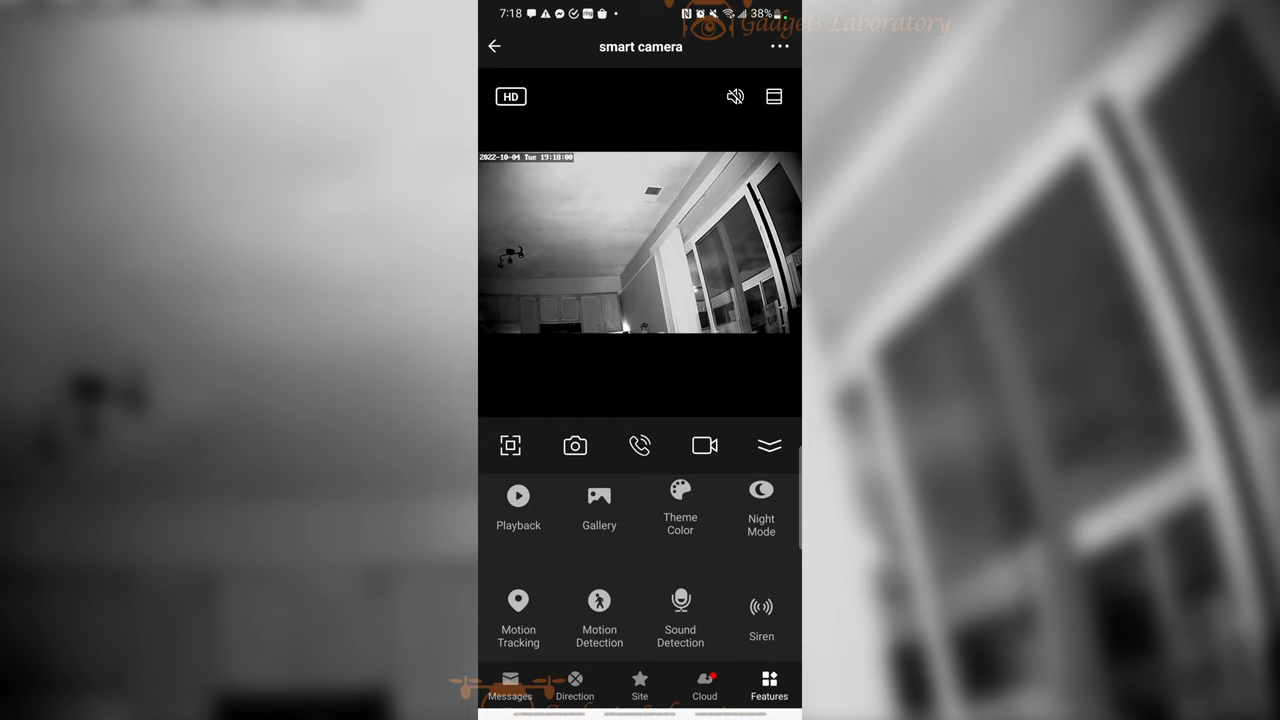 7:18
38%
Gadgets Laboratory
smart camera
HD
2022-10-04 Tue 19:18:00
Playback
Gallery
Theme
Color
Night
Mode
Motion
Tracking
Motion
Detection
Sound
Detection
Siren
Messages
Direction
Site
Cloud
Features